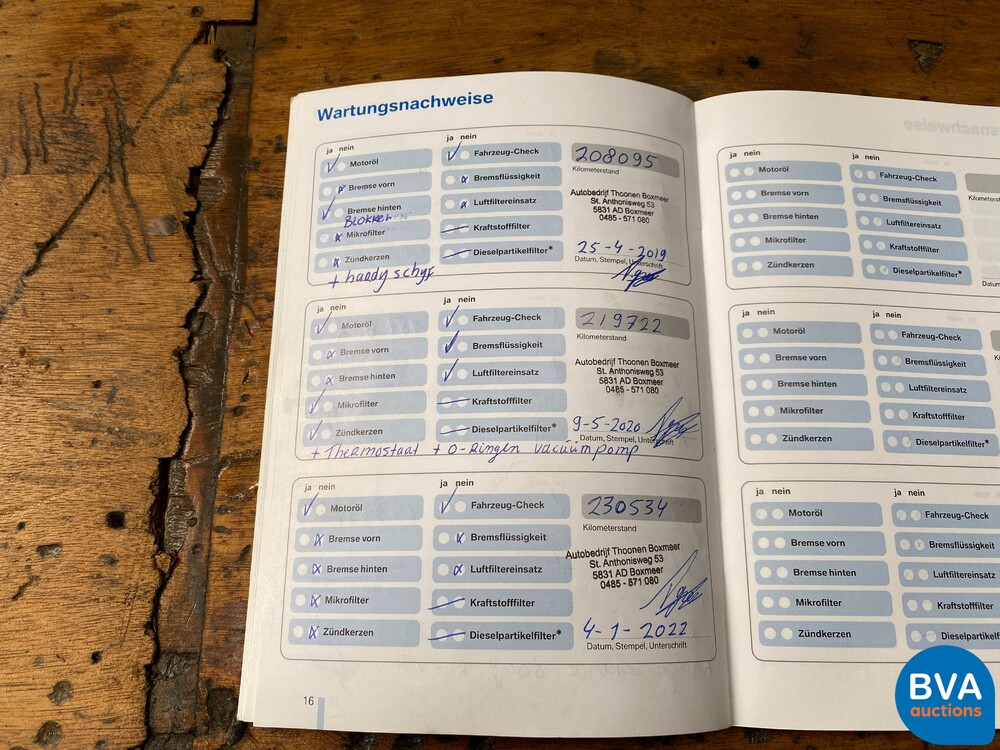 Wartungsnachweise
ja nein
ja nein
Motoröl
Fahrzeug-Check
208095
Kilometerstand
Bremse vorn
Bremsflüssigkeit
Autobedrijf Thoonen Boxmeer
St. Anthonisweg 53
5831 AD Boxmeer
0485 - 571 080
Bremse hinten
Luftfiltereinsatz
BLOKKEN
Mikrofilter
Kraftstofffilter
Zündkerzen
Dieselpartikelfilter*
25-4-2019
Datum, Stempel, Unterschrift
+ handy schijf
ja nein
ja nein
Motoröl
Fahrzeug-Check
219722
Kilometerstand
Bremse vorn
Bremsflüssigkeit
Autobedrijf Thoonen Boxmeer
St. Anthonisweg 53
5831 AD Boxmeer
0485 - 571 080
Bremse hinten
Luftfiltereinsatz
Mikrofilter
Kraftstofffilter
Zündkerzen
Dieselpartikelfilter*
9-5-2020
Datum, Stempel, Unterschrift
+ Thermostaat + O-Ringen vacuümpomp
ja nein
ja nein
Motoröl
Fahrzeug-Check
230534
Kilometerstand
Bremse vorn
Bremsflüssigkeit
Autobedrijf Thoonen Boxmeer
St. Anthonisweg 53
5831 AD Boxmeer
0485 - 571 080
Bremse hinten
Luftfiltereinsatz
Mikrofilter
Kraftstofffilter
Zündkerzen
Dieselpartikelfilter*
4-1-2022
Datum, Stempel, Unterschrift
16
ja nein
ja nein
Motoröl
Fahrzeug-Check
Bremse vorn
Bremsflüssigkeit
Bremse hinten
Luftfiltereinsatz
Mikrofilter
Kraftstofffilter
Zündkerzen
Dieselpartikelfilter*
ja nein
ja nein
Motoröl
Fahrzeug-Check
Bremse vorn
Bremsflüssigkeit
Bremse hinten
Luftfiltereinsatz
Mikrofilter
Kraftstofffilter
Zündkerzen
Dieselpartikelfilter*
ja nein
ja nein
Motoröl
Fahrzeug-Check
Bremse vorn
Bremsflüssigkeit
Bremse hinten
Luftfiltereinsatz
Mikrofilter
Kraftstofffilter
Zündkerzen
BVA
auctions